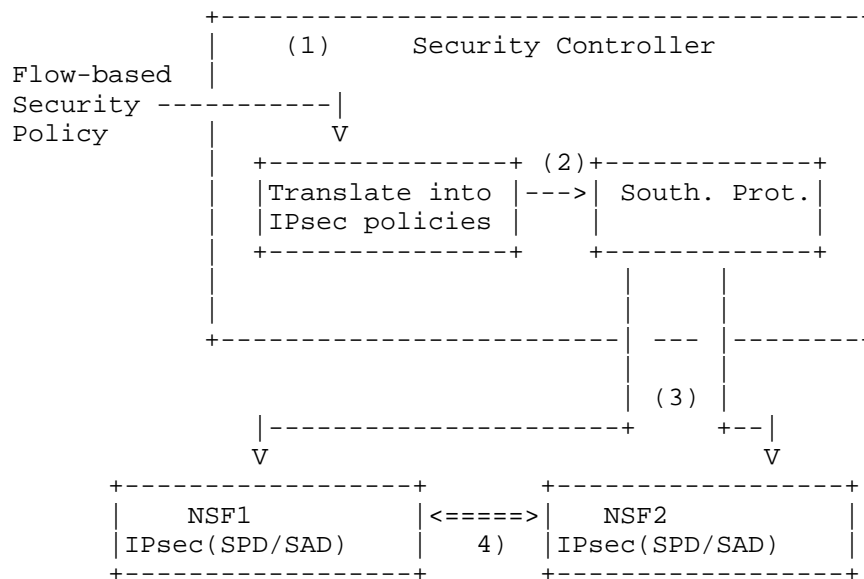 (1) Security Controller
Flow-based
Security
Policy V
(2)
Translate into ---> South. Prot.
IPsec policies
(3)
V V
NSF1 <=====> NSF2
IPsec(SPD/SAD) 4) IPsec(SPD/SAD)